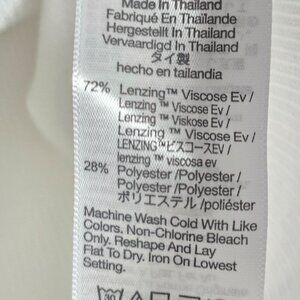 Made In Thailand
Fabriqué En Thaïlande
Hergestellt In Thailand
Vervaardigd In Thailand
タイ製
hecho en tailandia
72% Lenzing™ Viscose Ev /
Lenzing ™ Viscose Ev /
Lenzing ™ Viskose Ev /
Lenzing ™ Viscose Ev /
LENZING™ビスコースEV /
lenzing ™ viscosa ev
28% Polyester /Polyester /
Polyester /Polyester /
ポリエステル /poliéster
Machine Wash Cold With Like
Colors. Non-Chlorine Bleach
Only. Reshape And Lay
Flat To Dry. Iron On Lowest
Setting.
30